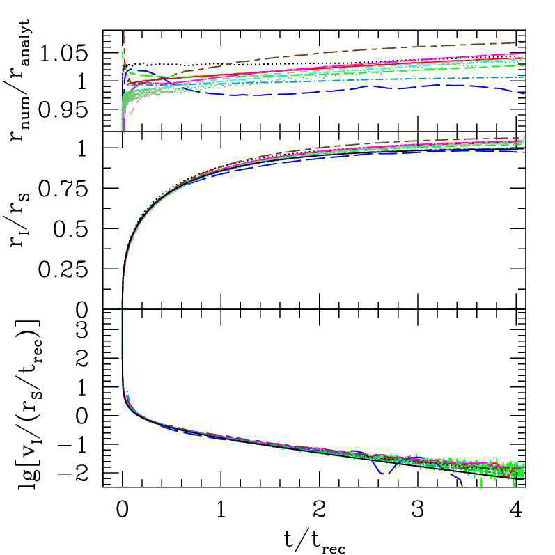 r_num/r_analyt
1.05
1
0.95
r_I/r_S
1
0.75
0.5
0.25
0
lg[v_I/(r_S/t_rec)]
3
2
1
0
−1
−2
0 1 2 3 4
t/t_rec